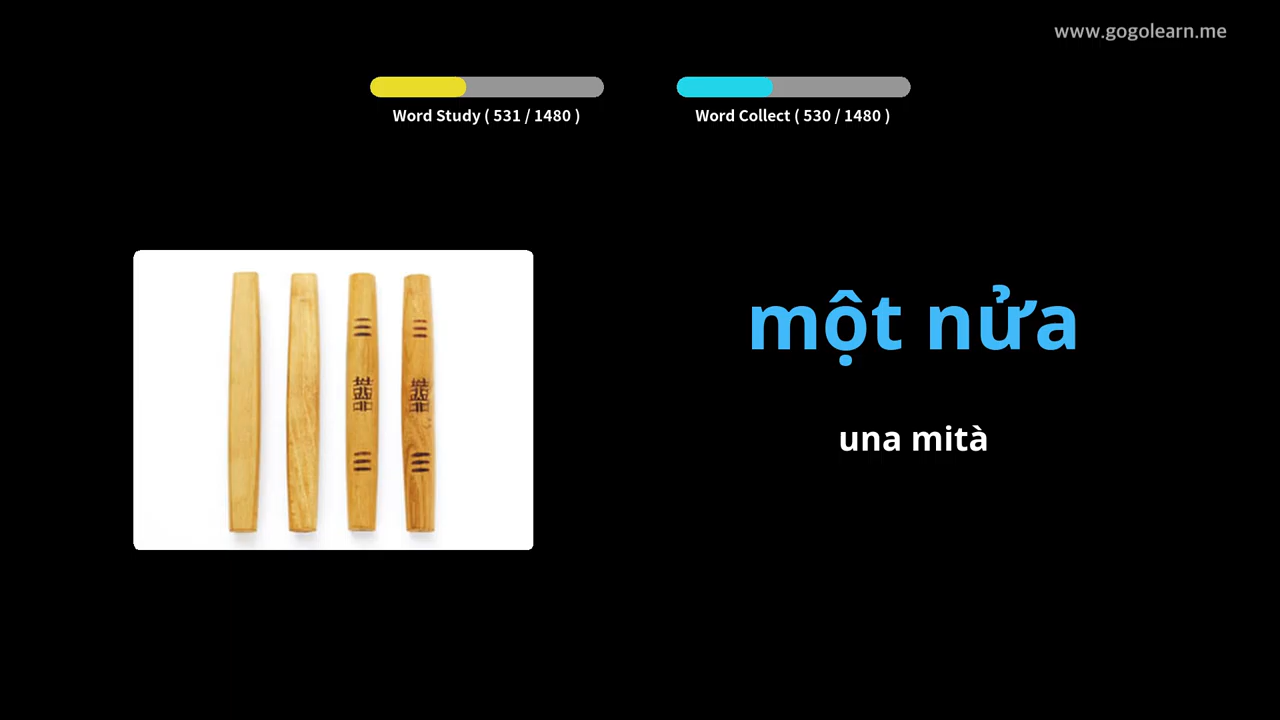 www.gogolearn.me
Word Study ( 531 / 1480 )
Word Collect ( 530 / 1480 )
một nửa
una mità